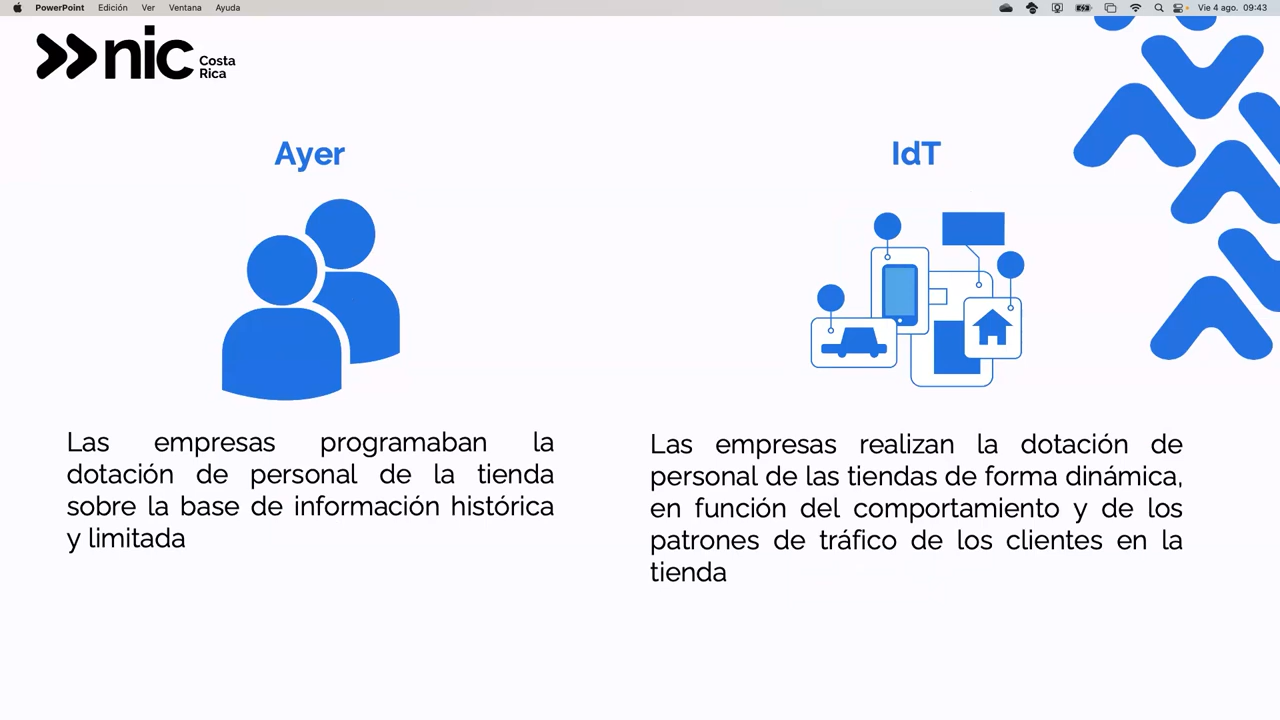 PowerPoint Edición Ver Ventana Ayuda Vie 4 ago. 09:43
nic Costa
Rica
Ayer
Las empresas programaban la
dotación de personal de la tienda
sobre la base de información histórica
y limitada
IdT
Las empresas realizan la dotación de
personal de las tiendas de forma dinámica,
en función del comportamiento y de los
patrones de tráfico de los clientes en la
tienda